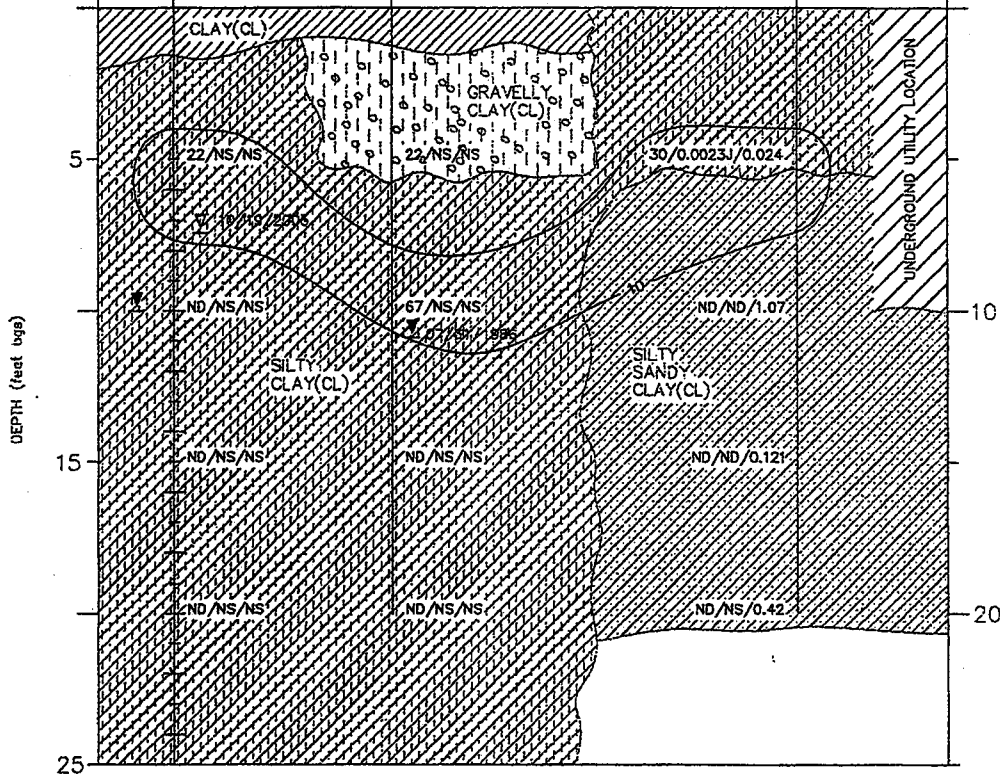 CLAY(CL)
GRAVELLY
CLAY(CL)
UNDERGROUND UTILITY LOCATION
5
22/NS/NS
22/NS/NS
30/0.0023J/0.024
10
ND/NS/NS
67/NS/NS
ND/ND/1.07
10
DEPTH (feet bgs)
SILTY
CLAY(CL)
SILTY
SANDY
CLAY(CL)
15
ND/NS/NS
ND/NS/NS
ND/ND/0.121
ND/NS/NS
ND/NS/NS
ND/NS/0.42
20
25